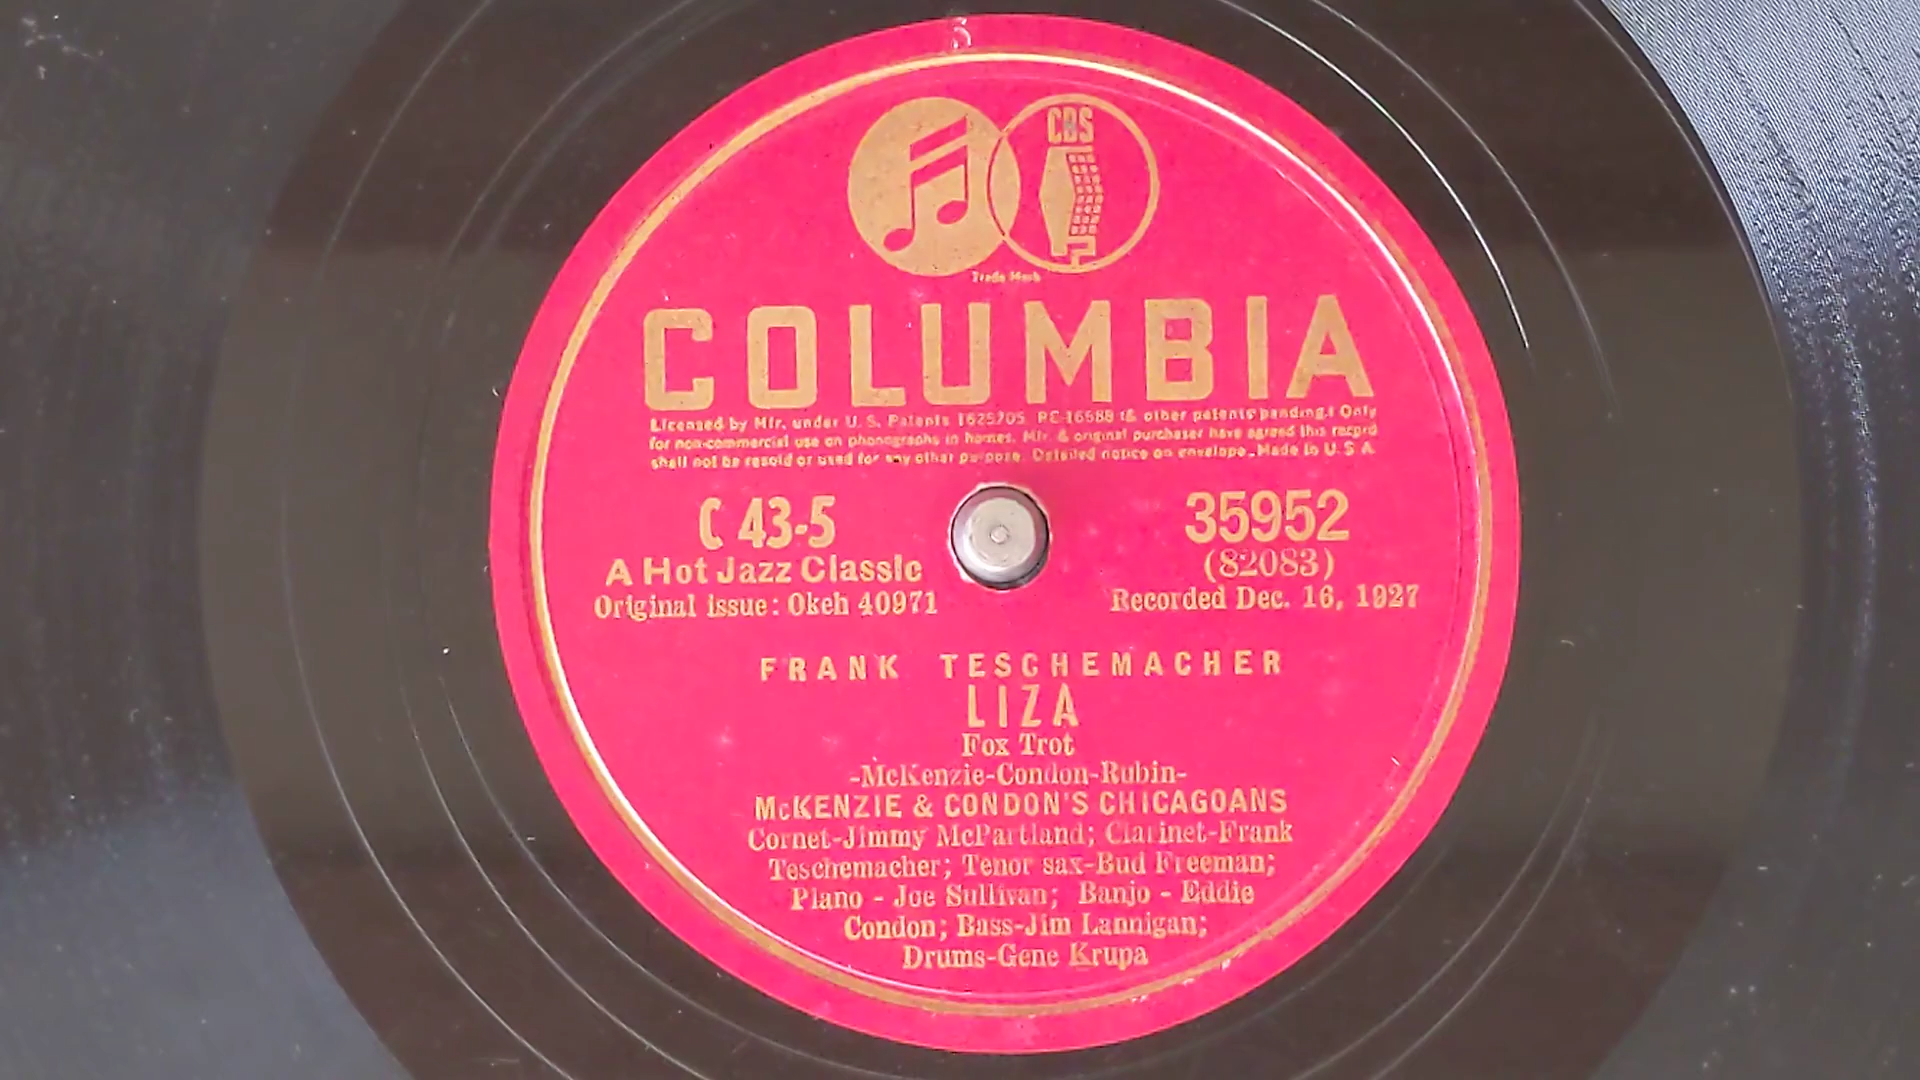 CBS
Trade Mark
COLUMBIA
Licensed by Mfr. under U. S. Patents 1625705, RE-16588 (& other patents pending.) Only
for non-commercial use on phonographs in homes. Mfr. & original purchaser have agreed this record
shall not be resold or used for any other purpose. Detailed notice on envelope. Made in U. S. A.
C 43-5
A Hot Jazz Classic
Original issue: Okeh 40971
35952
(82083)
Recorded Dec. 16, 1927
FRANK TESCHEMACHER
LIZA
Fox Trot
-McKenzie-Condon-Rubin-
McKENZIE & CONDON'S CHICAGOANS
Cornet-Jimmy McPartland; Clarinet-Frank
Teschemacher; Tenor sax-Bud Freeman;
Piano - Joe Sullivan; Banjo - Eddie
Condon; Bass-Jim Lannigan;
Drums-Gene Krupa